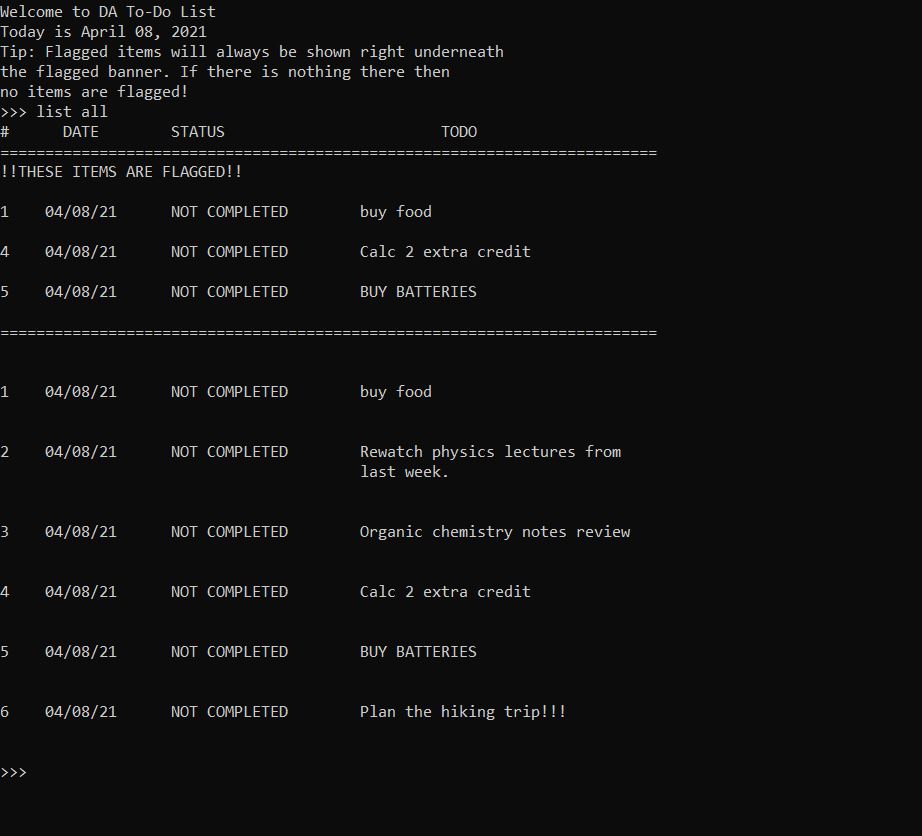 Welcome to DA To-Do List
Today is April 08, 2021
Tip: Flagged items will always be shown right underneath
the flagged banner. If there is nothing there then
no items are flagged!
>>> list all
#      DATE        STATUS                        TODO
=========================================================================
!!THESE ITEMS ARE FLAGGED!!
1    04/08/21      NOT COMPLETED        buy food
4    04/08/21      NOT COMPLETED        Calc 2 extra credit
5    04/08/21      NOT COMPLETED        BUY BATTERIES
=========================================================================
1    04/08/21      NOT COMPLETED        buy food
2    04/08/21      NOT COMPLETED        Rewatch physics lectures from
                                        last week.
3    04/08/21      NOT COMPLETED        Organic chemistry notes review
4    04/08/21      NOT COMPLETED        Calc 2 extra credit
5    04/08/21      NOT COMPLETED        BUY BATTERIES
6    04/08/21      NOT COMPLETED        Plan the hiking trip!!!
>>>